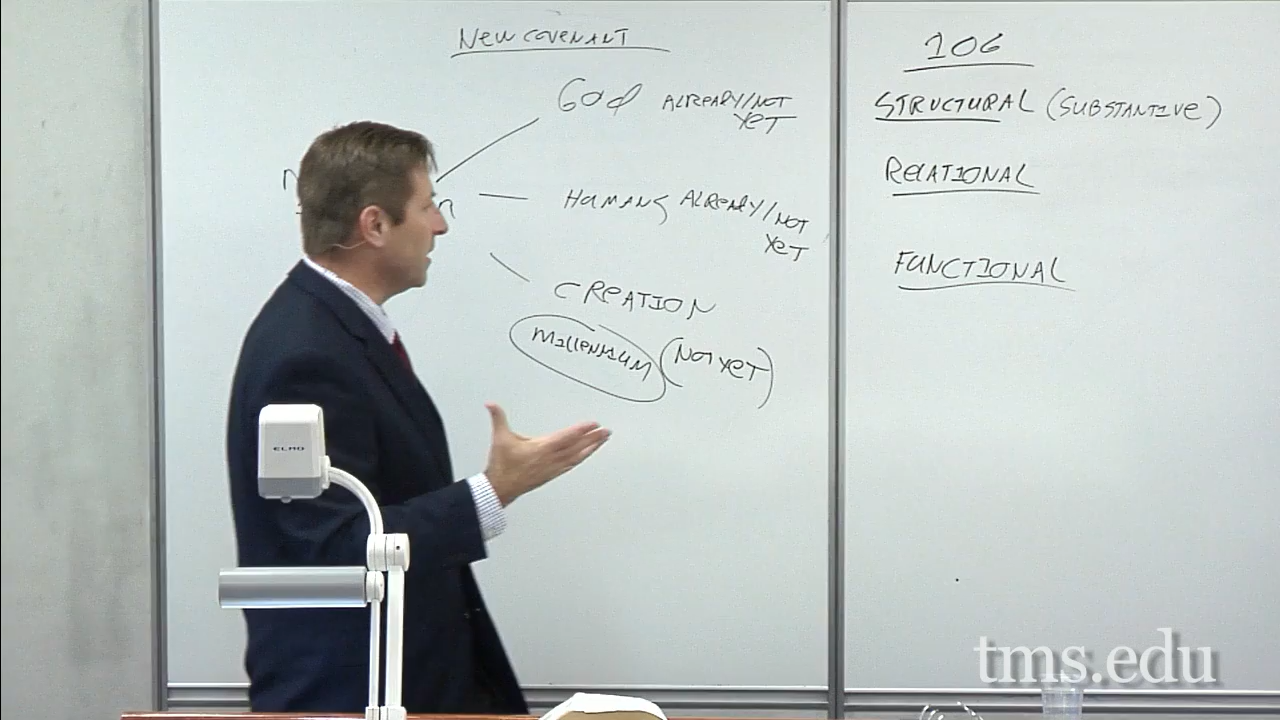 New Covenant
God Already/Not
Yet
Humans Already/Not
Yet
Creation
Millennium (Not Yet)
106
Structural (Substantive)
Relational
Functional
ELMO
tms.edu